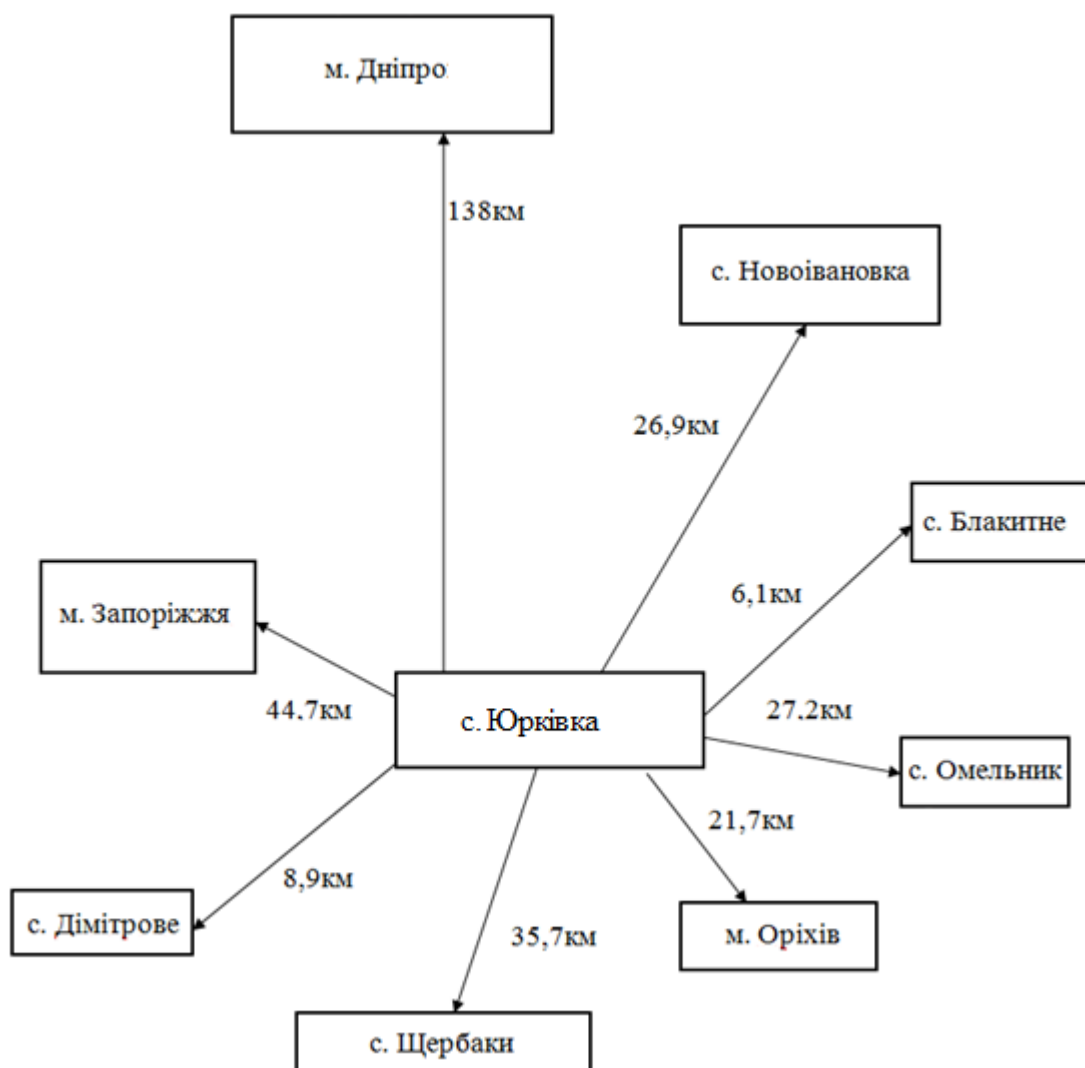 м. Дніпро
138км
с. Новоівановка
26,9км
с. Блакитне
6,1км
м. Запоріжжя
44,7км
с. Юрківка
27,2км
с. Омельник
21,7км
8,9км
с. Дімітрове
35,7км
м. Оріхів
с. Щербаки